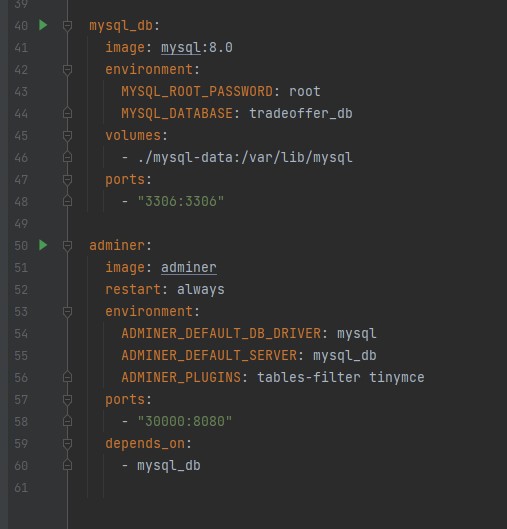 39
40 mysql_db:
41 image: mysql:8.0
42 environment:
43 MYSQL_ROOT_PASSWORD: root
44 MYSQL_DATABASE: tradeoffer_db
45 volumes:
46 - ./mysql-data:/var/lib/mysql
47 ports:
48 - "3306:3306"
49
50 adminer:
51 image: adminer
52 restart: always
53 environment:
54 ADMINER_DEFAULT_DB_DRIVER: mysql
55 ADMINER_DEFAULT_SERVER: mysql_db
56 ADMINER_PLUGINS: tables-filter tinymce
57 ports:
58 - "30000:8080"
59 depends_on:
60 - mysql_db
61